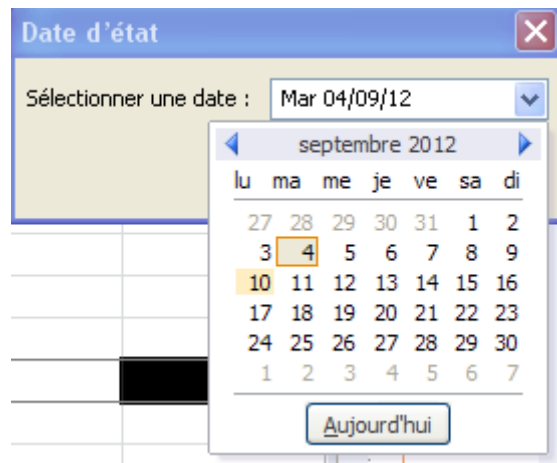 Date d'état
Sélectionner une date : Mar 04/09/12
septembre 2012
lu ma me je ve sa di
27 28 29 30 31 1 2
3 4 5 6 7 8 9
10 11 12 13 14 15 16
17 18 19 20 21 22 23
24 25 26 27 28 29 30
1 2 3 4 5 6 7
Aujourd'hui